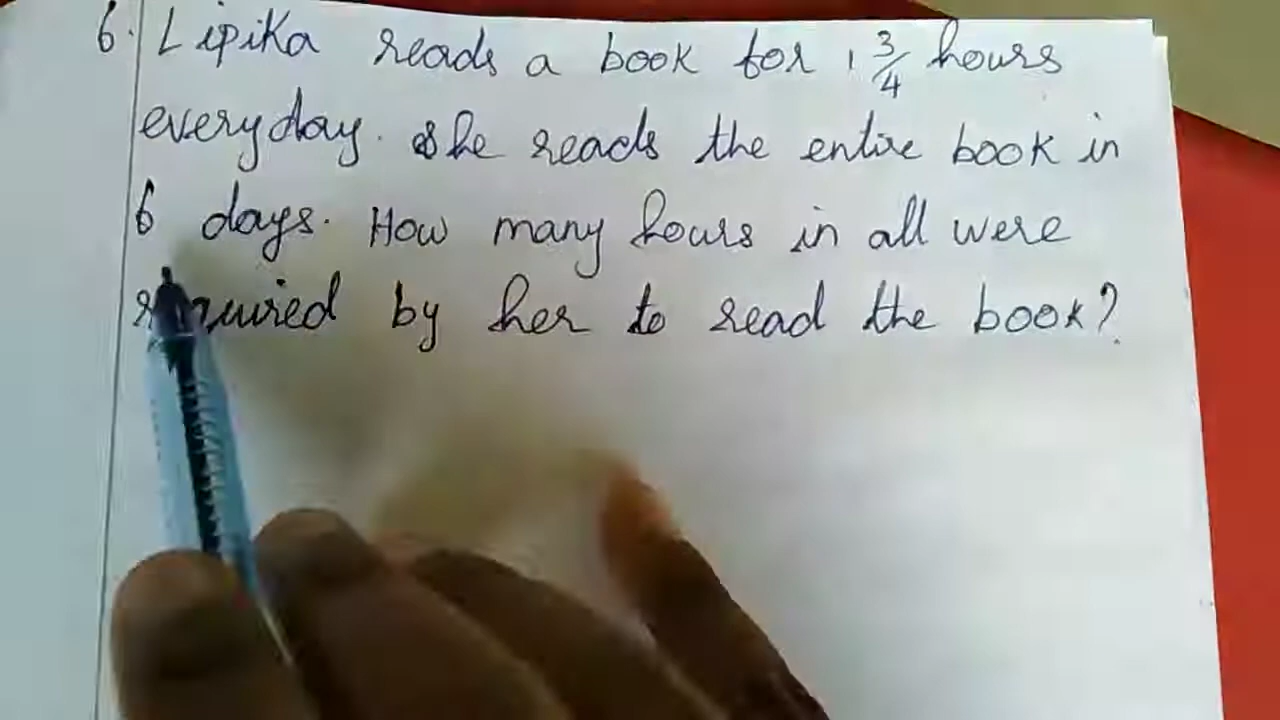 6. Lipika reads a book for 1 3/4 hours
everyday. She reads the entire book in
6 days. How many hours in all were
required by her to read the book?